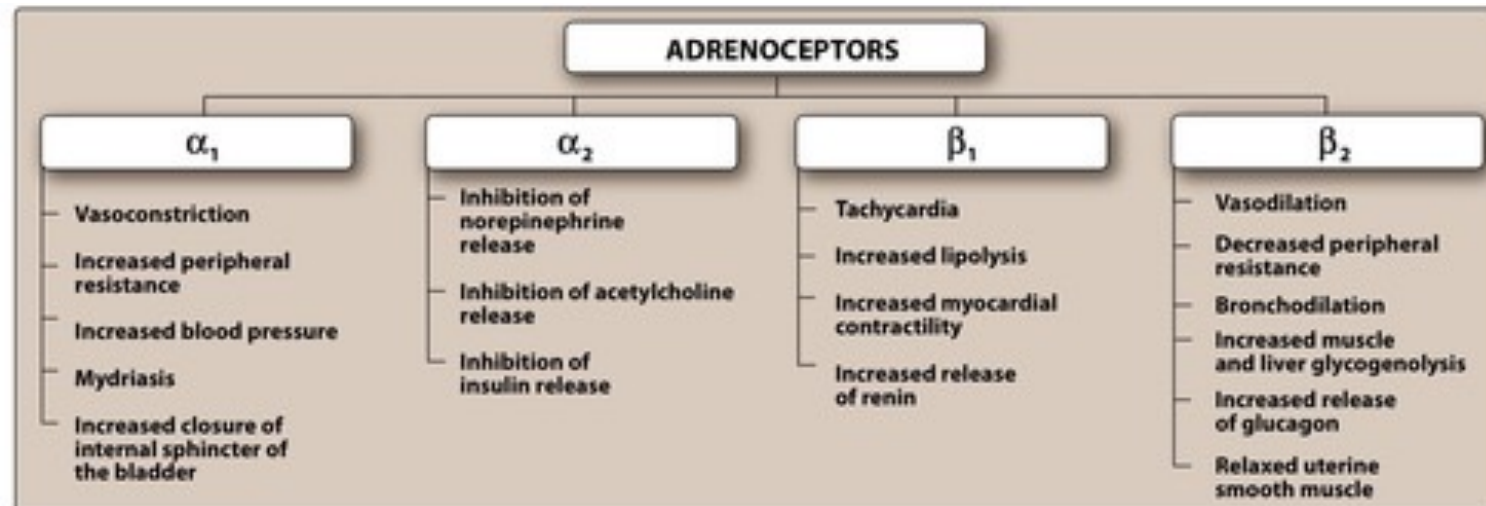 ADRENOCEPTORS
α₁
Vasoconstriction
Increased peripheral
resistance
Increased blood pressure
Mydriasis
Increased closure of
internal sphincter of
the bladder
α₂
Inhibition of
norepinephrine
release
Inhibition of acetylcholine
release
Inhibition of
insulin release
β₁
Tachycardia
Increased lipolysis
Increased myocardial
contractility
Increased release
of renin
β₂
Vasodilation
Decreased peripheral
resistance
Bronchodilation
Increased muscle
and liver glycogenolysis
Increased release
of glucagon
Relaxed uterine
smooth muscle